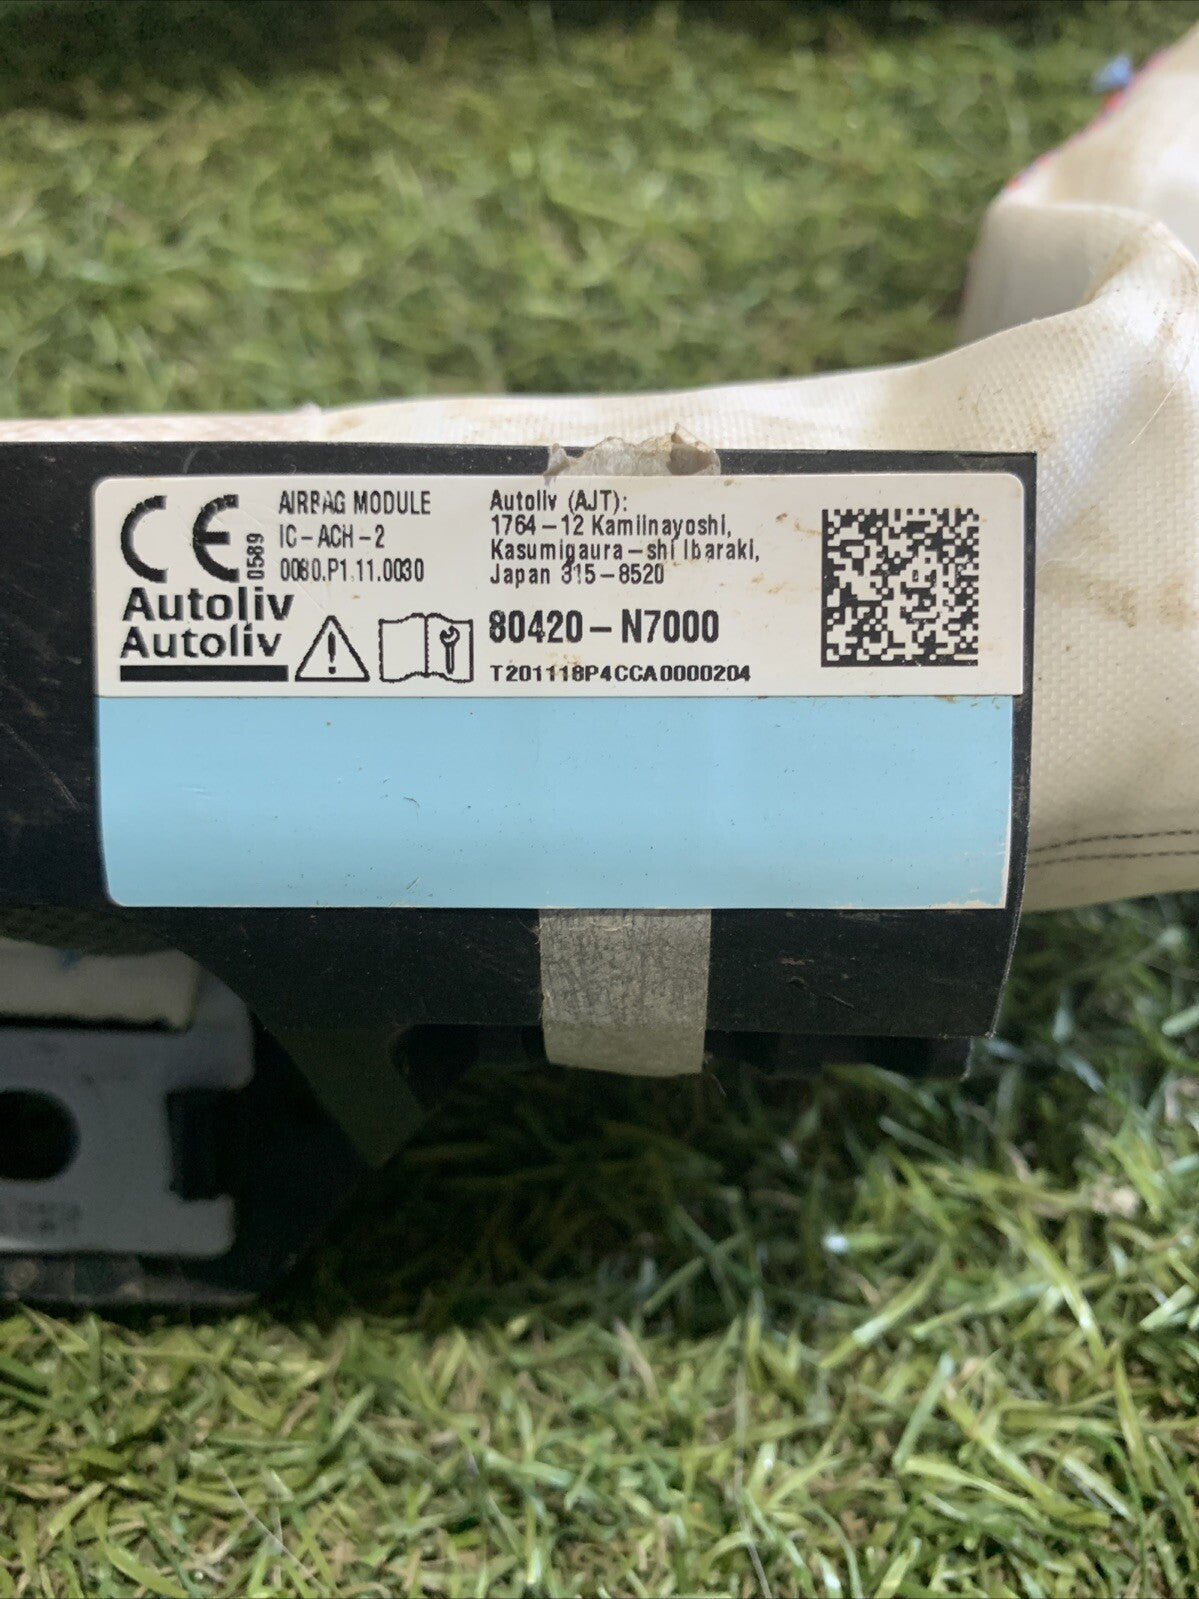 CE 0589
AIRBAG MODULE
IC-ACH-2
0080.P1.11.0030
Autoliv
Autoliv
Autoliv (AJT):
1764-12 Kamiinayoshi,
Kasumigaura-shi Ibaraki,
Japan 315-8520
80420-N7000
T201118P4CCA0000204